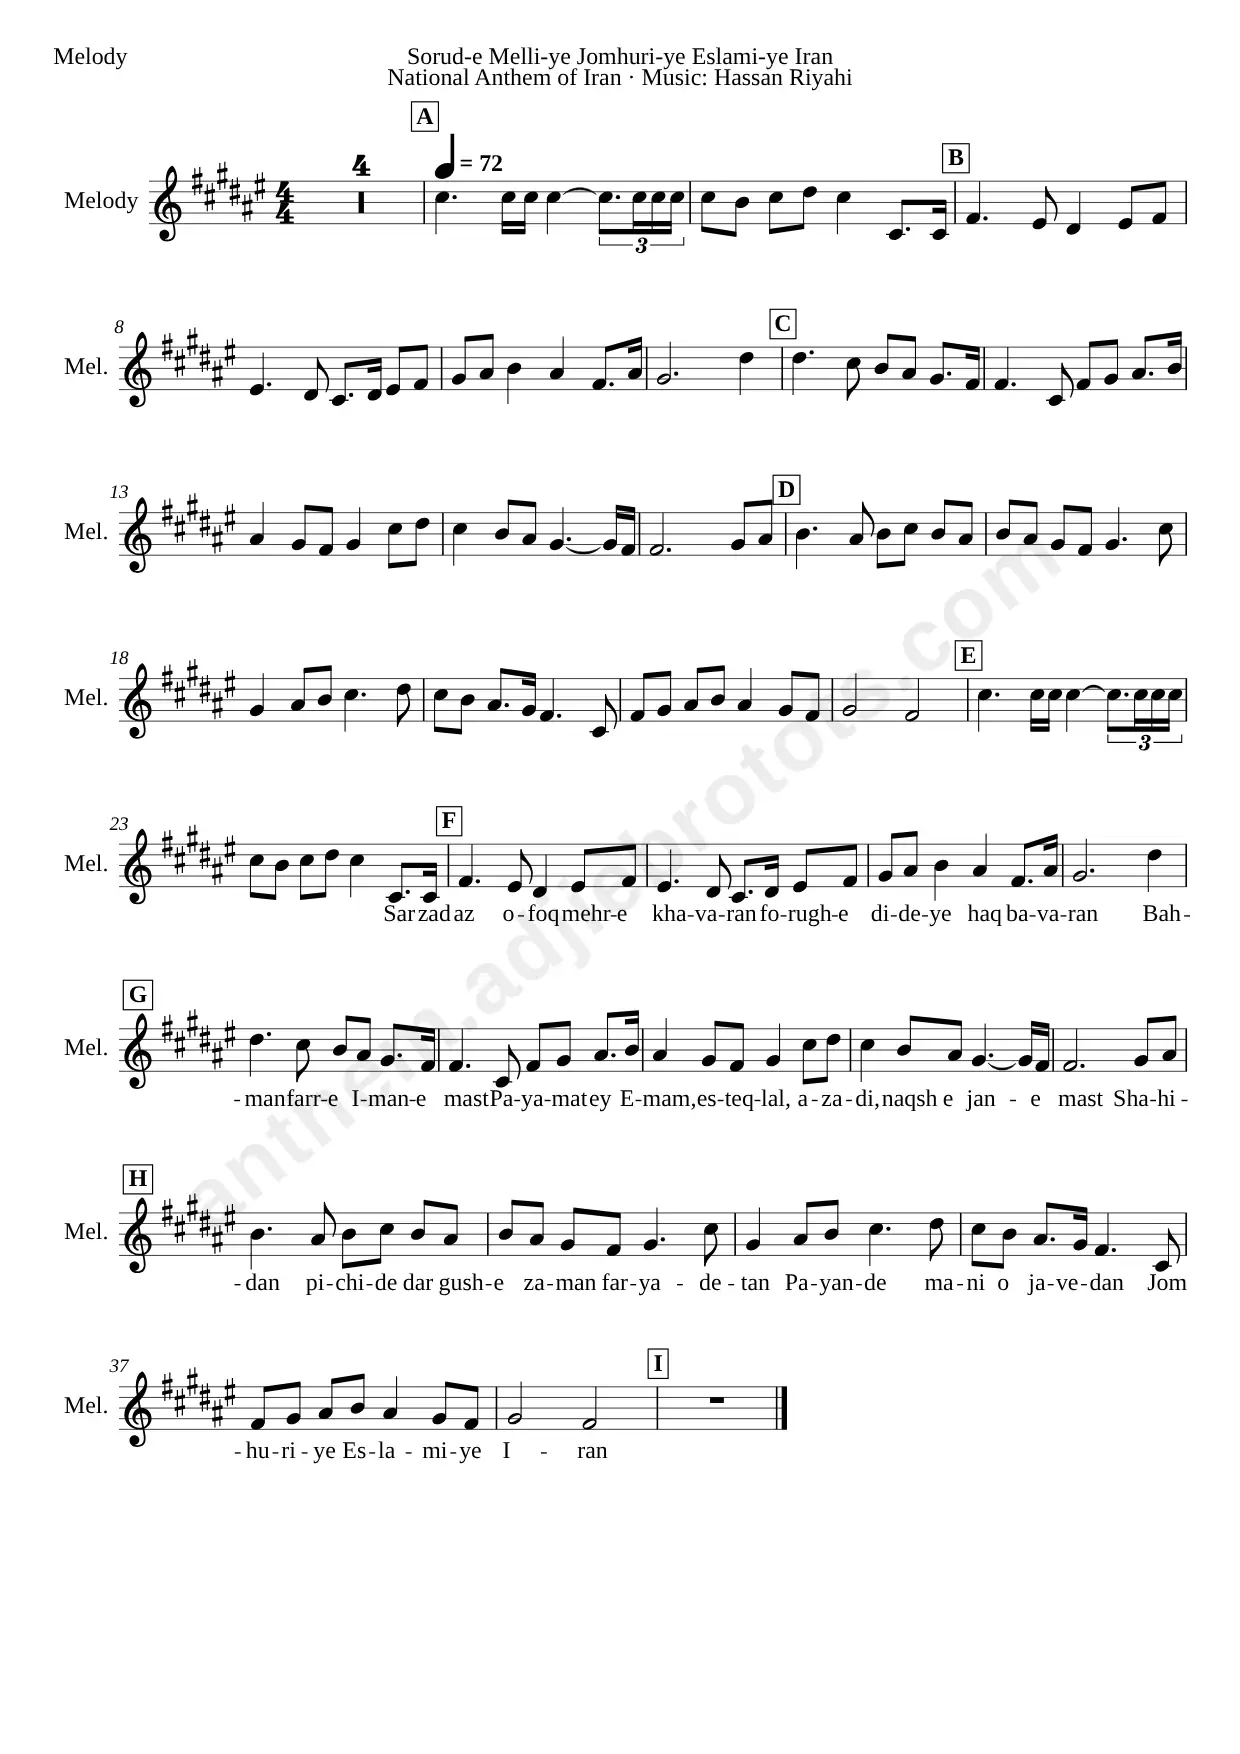 Melody
Sorud-e Melli-ye Jomhuri-ye Eslami-ye Iran
National Anthem of Iran · Music: Hassan Riyahi
A
4
= 72
B
Melody
4
4
3
8
C
Mel.
13
D
Mel.
18
E
Mel.
3
23
F
Mel.
Sar zad az o - foq mehr - e kha - va - ran fo - rugh - e di - de - ye haq ba - va - ran Bah -
G
Mel.
- man farr - e I - man - e mast Pa - ya - mat ey E - mam, es - teq - lal, a - za - di, naqsh e jan - e mast Sha - hi -
H
Mel.
- dan pi - chi - de dar gush - e za - man far - ya - de - tan Pa - yan - de ma - ni o ja - ve - dan Jom
37
I
Mel.
- hu - ri - ye Es - la - mi - ye I - ran
anthem.adjiebrotots.com